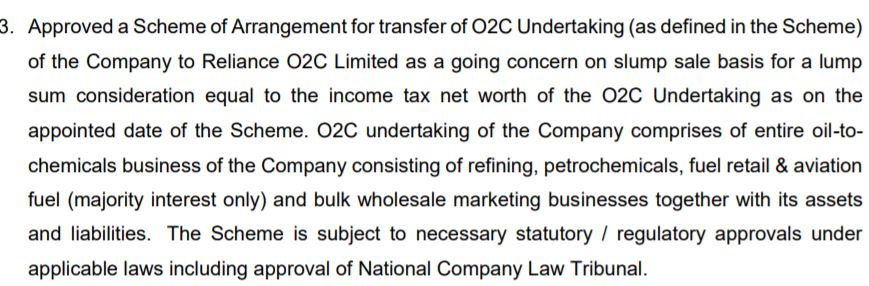 3. Approved a Scheme of Arrangement for transfer of O2C Undertaking (as defined in the Scheme)
of the Company to Reliance O2C Limited as a going concern on slump sale basis for a lump
sum consideration equal to the income tax net worth of the O2C Undertaking as on the
appointed date of the Scheme. O2C undertaking of the Company comprises of entire oil-to-
chemicals business of the Company consisting of refining, petrochemicals, fuel retail & aviation
fuel (majority interest only) and bulk wholesale marketing businesses together with its assets
and liabilities. The Scheme is subject to necessary statutory / regulatory approvals under
applicable laws including approval of National Company Law Tribunal.